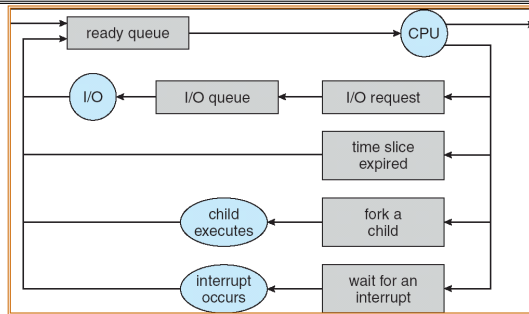 ready queue
CPU
I/O
I/O queue
I/O request
time slice
expired
child
executes
fork a
child
interrupt
occurs
wait for an
interrupt